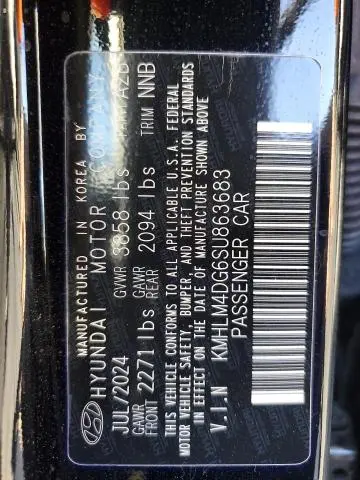 MANUFACTURED IN KOREA BY
HYUNDAI MOTOR COMPANY
JUL/2024 GVWR 3858 lbs PAINT A2B
GAWR FRONT 2271 lbs GAWR REAR 2094 lbs TRIM NNB
THIS VEHICLE CONFORMS TO ALL APPLICABLE U.S.A. FEDERAL
MOTOR VEHICLE SAFETY, BUMPER, AND THEFT PREVENTION STANDARDS
IN EFFECT ON THE DATE OF MANUFACTURE SHOWN ABOVE
V.I.N KMHLM4DG6SU863683
PASSENGER CAR